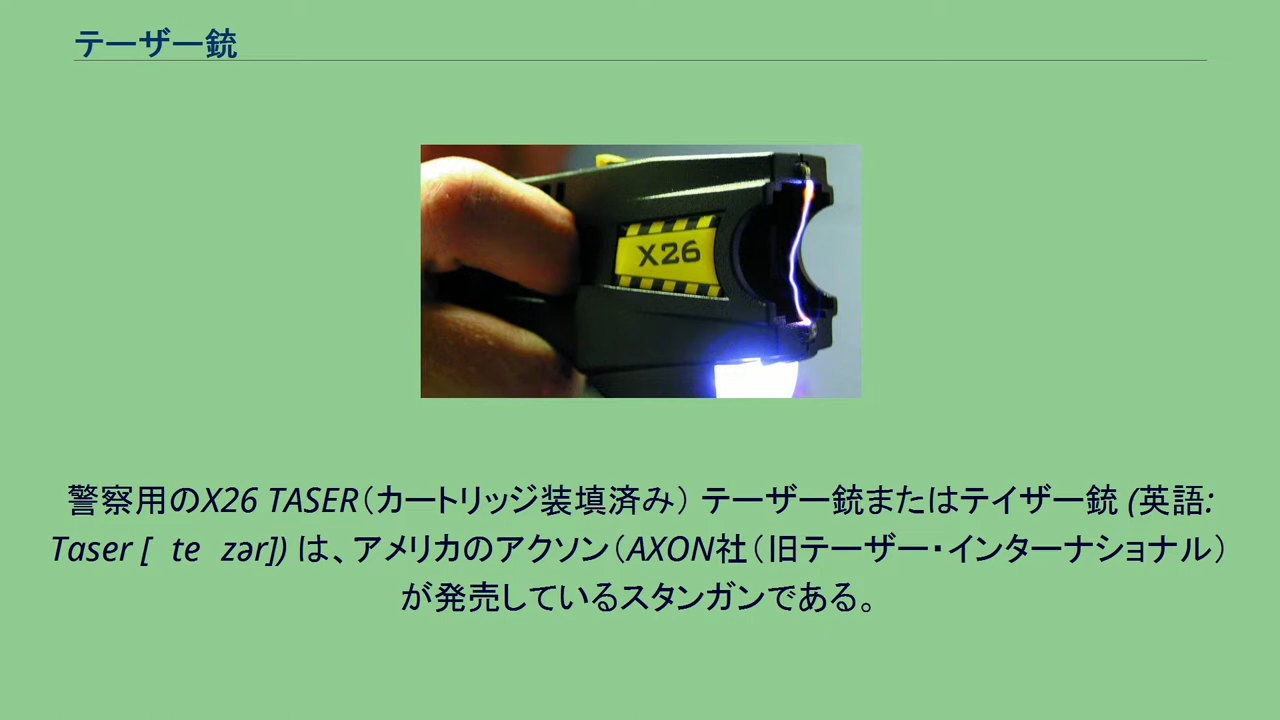 テーザー銃
X26
警察用のX26 TASER（カートリッジ装填済み） テーザー銃またはテイザー銃 (英語:
Taser [ te zər]) は、アメリカのアクソン（AXON社（旧テーザー・インターナショナル）
が発売しているスタンガンである。